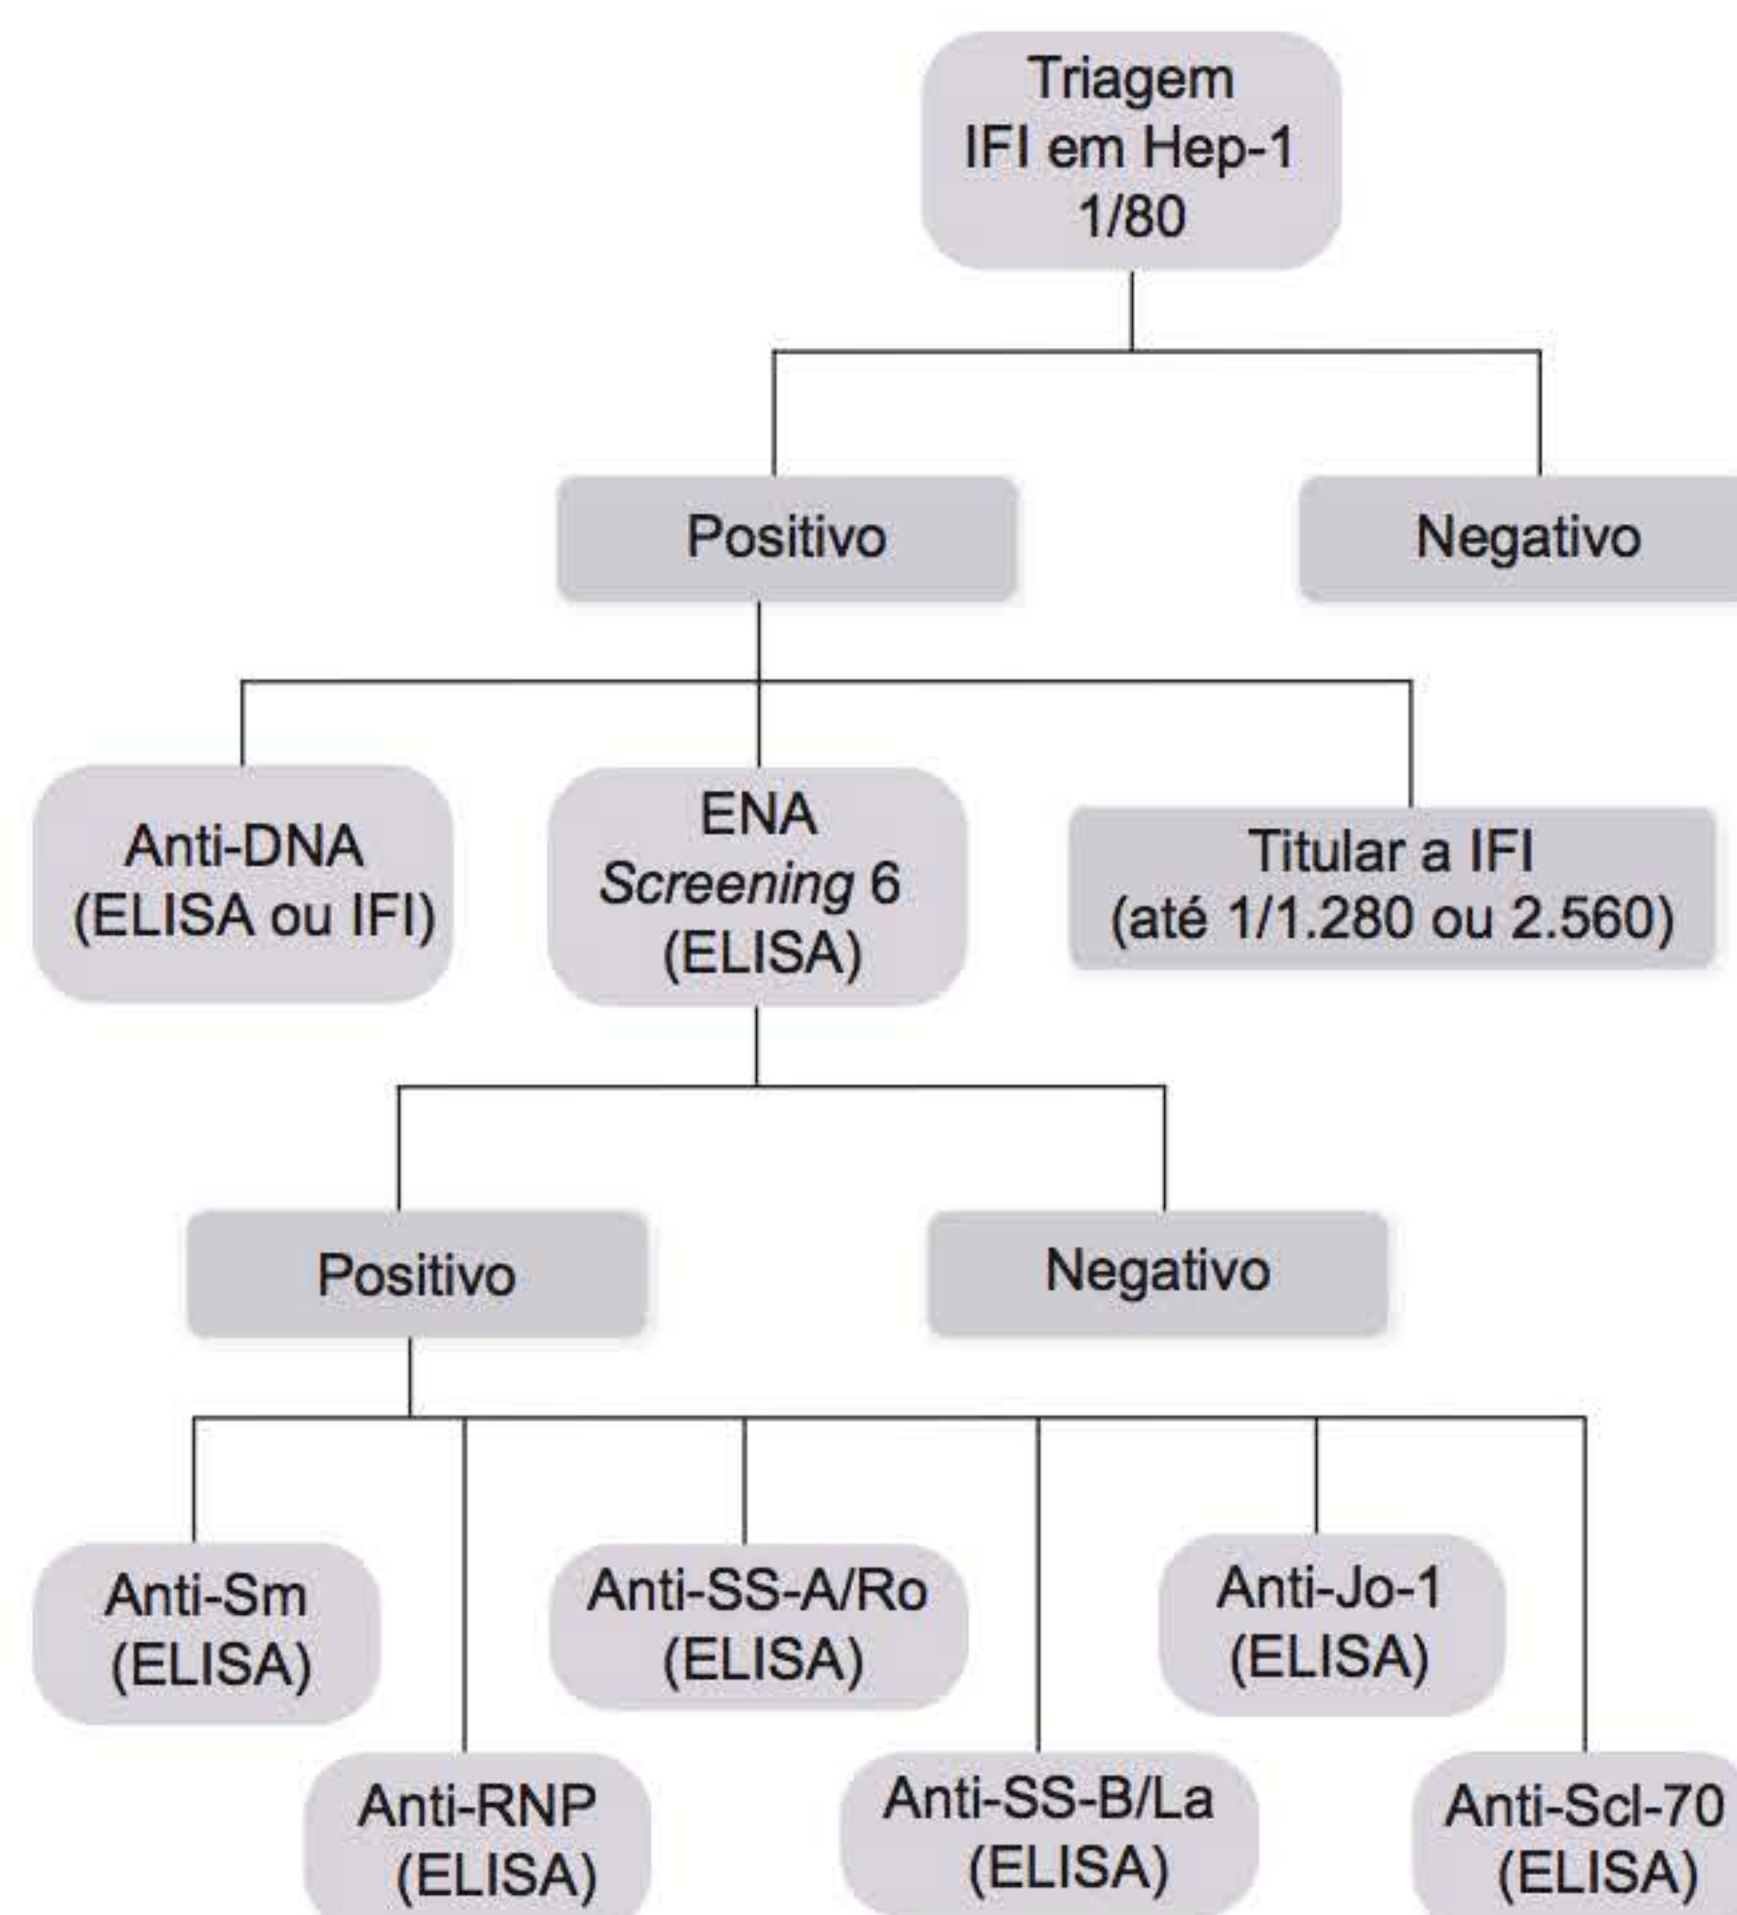 Triagem
IFI em Hep-1
1/80
Positivo
Negativo
Anti-DNA
(ELISA ou IFI)
ENA
Screening 6
(ELISA)
Titular a IFI
(até 1/1.280 ou 2.560)
Positivo
Negativo
Anti-Sm
(ELISA)
Anti-SS-A/Ro
(ELISA)
Anti-Jo-1
(ELISA)
Anti-RNP
(ELISA)
Anti-SS-B/La
(ELISA)
Anti-Scl-70
(ELISA)